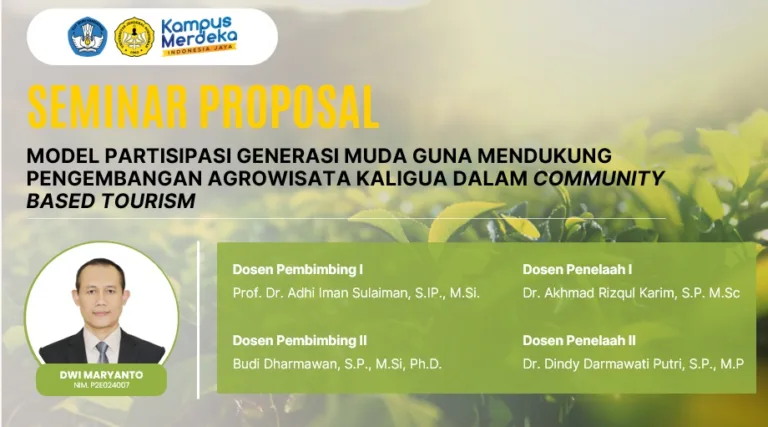 Kampus
Merdeka
INDONESIA JAYA
SEMINAR PROPOSAL
MODEL PARTISIPASI GENERASI MUDA GUNA MENDUKUNG
PENGEMBANGAN AGROWISATA KALIGUA DALAM COMMUNITY
BASED TOURISM
Dosen Pembimbing I
Prof. Dr. Adhi Iman Sulaiman, S.IP., M.Si.
Dosen Penelaah I
Dr. Akhmad Rizqul Karim, S.P. M.Sc
Dosen Pembimbing II
Budi Dharmawan, S.P., M.Si, Ph.D.
Dosen Penelaah II
Dr. Dindy Darmawati Putri, S.P., M.P
DWI MARYANTO
NIM. P2E024007